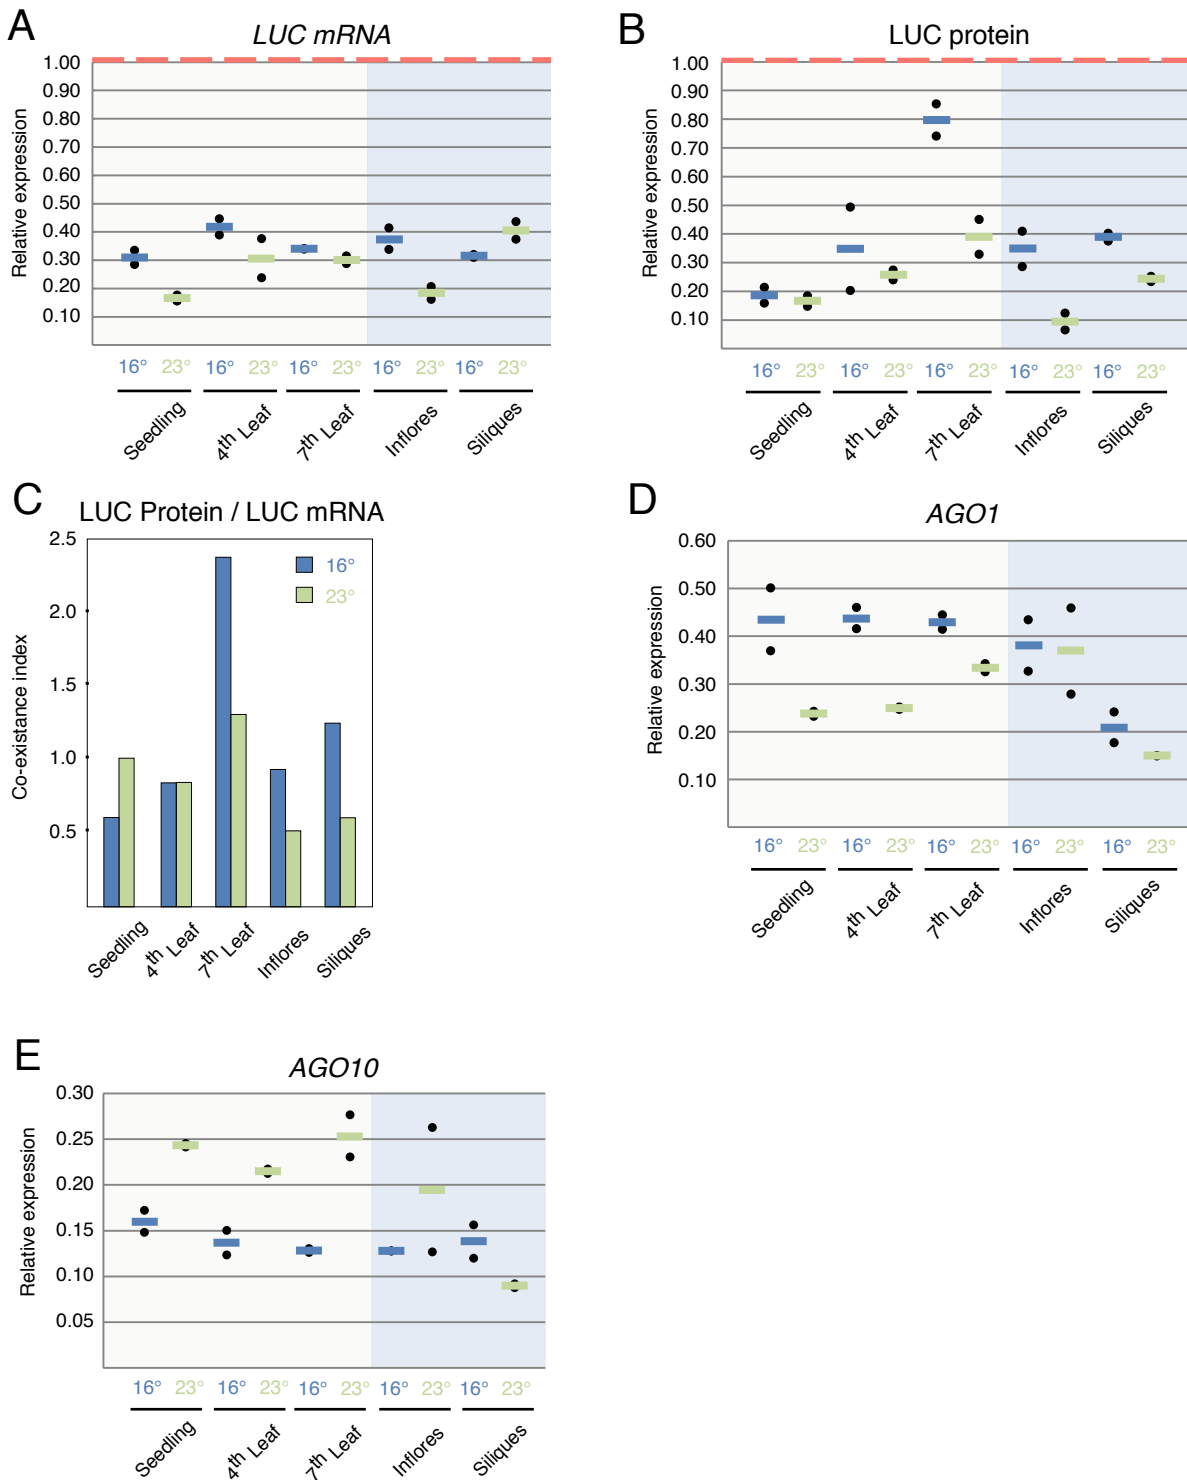 A
LUC mRNA
Relative expression
1.00
0.90
0.80
0.70
0.60
0.50
0.40
0.30
0.20
0.10
16° 23° 16° 23° 16° 23° 16° 23° 16° 23°
Seedling 4th Leaf 7th Leaf Inflores Siliques
B
LUC protein
Relative expression
1.00
0.90
0.80
0.70
0.60
0.50
0.40
0.30
0.20
0.10
16° 23° 16° 23° 16° 23° 16° 23° 16° 23°
Seedling 4th Leaf 7th Leaf Inflores Siliques
C
LUC Protein / LUC mRNA
Co-existance index
2.5
2.0
1.5
1.0
0.5
16°
23°
Seedling 4th Leaf 7th Leaf Inflores Siliques
D
AGO1
Relative expression
0.60
0.50
0.40
0.30
0.20
0.10
16° 23° 16° 23° 16° 23° 16° 23° 16° 23°
Seedling 4th Leaf 7th Leaf Inflores Siliques
E
AGO10
Relative expression
0.30
0.25
0.20
0.15
0.10
0.05
16° 23° 16° 23° 16° 23° 16° 23° 16° 23°
Seedling 4th Leaf 7th Leaf Inflores Siliques